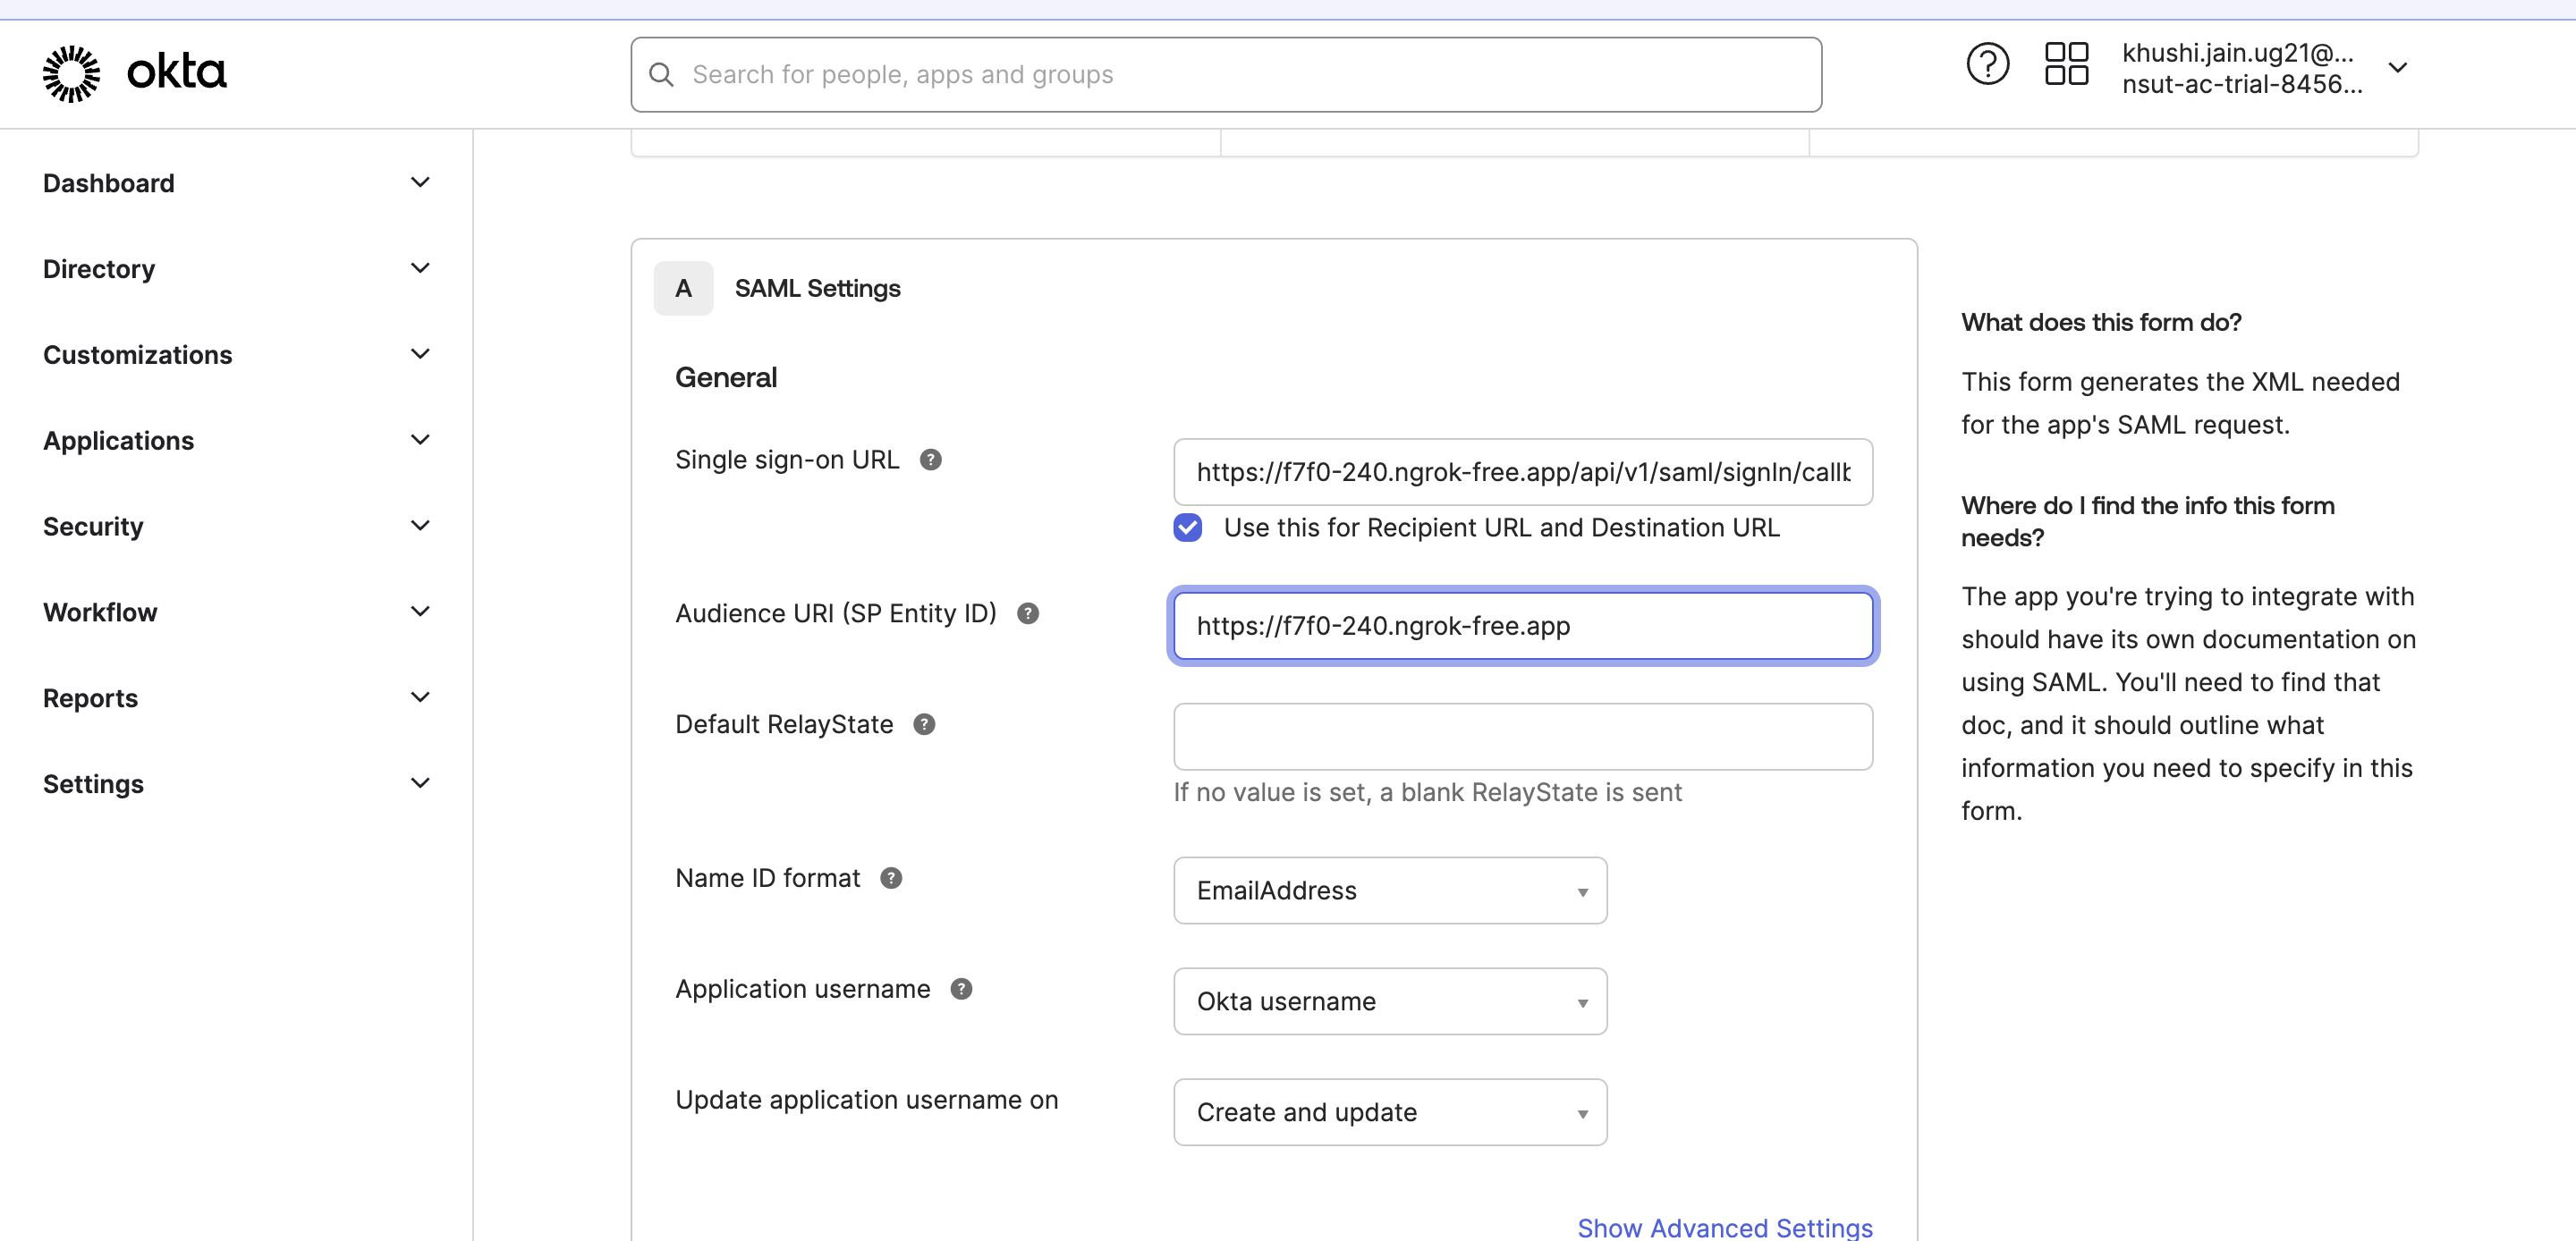 okta
Search for people, apps and groups
khushi.jain.ug21@...
nsut-ac-trial-8456...
Dashboard
Directory
Customizations
Applications
Security
Workflow
Reports
Settings
A SAML Settings
General
Single sign-on URL ?
https://f7f0-240.ngrok-free.app/api/v1/saml/signIn/callb
Use this for Recipient URL and Destination URL
Audience URI (SP Entity ID) ?
https://f7f0-240.ngrok-free.app
Default RelayState ?
If no value is set, a blank RelayState is sent
Name ID format ?
EmailAddress
Application username ?
Okta username
Update application username on
Create and update
Show Advanced Settings
What does this form do?
This form generates the XML needed
for the app's SAML request.
Where do I find the info this form
needs?
The app you're trying to integrate with
should have its own documentation on
using SAML. You'll need to find that
doc, and it should outline what
information you need to specify in this
form.